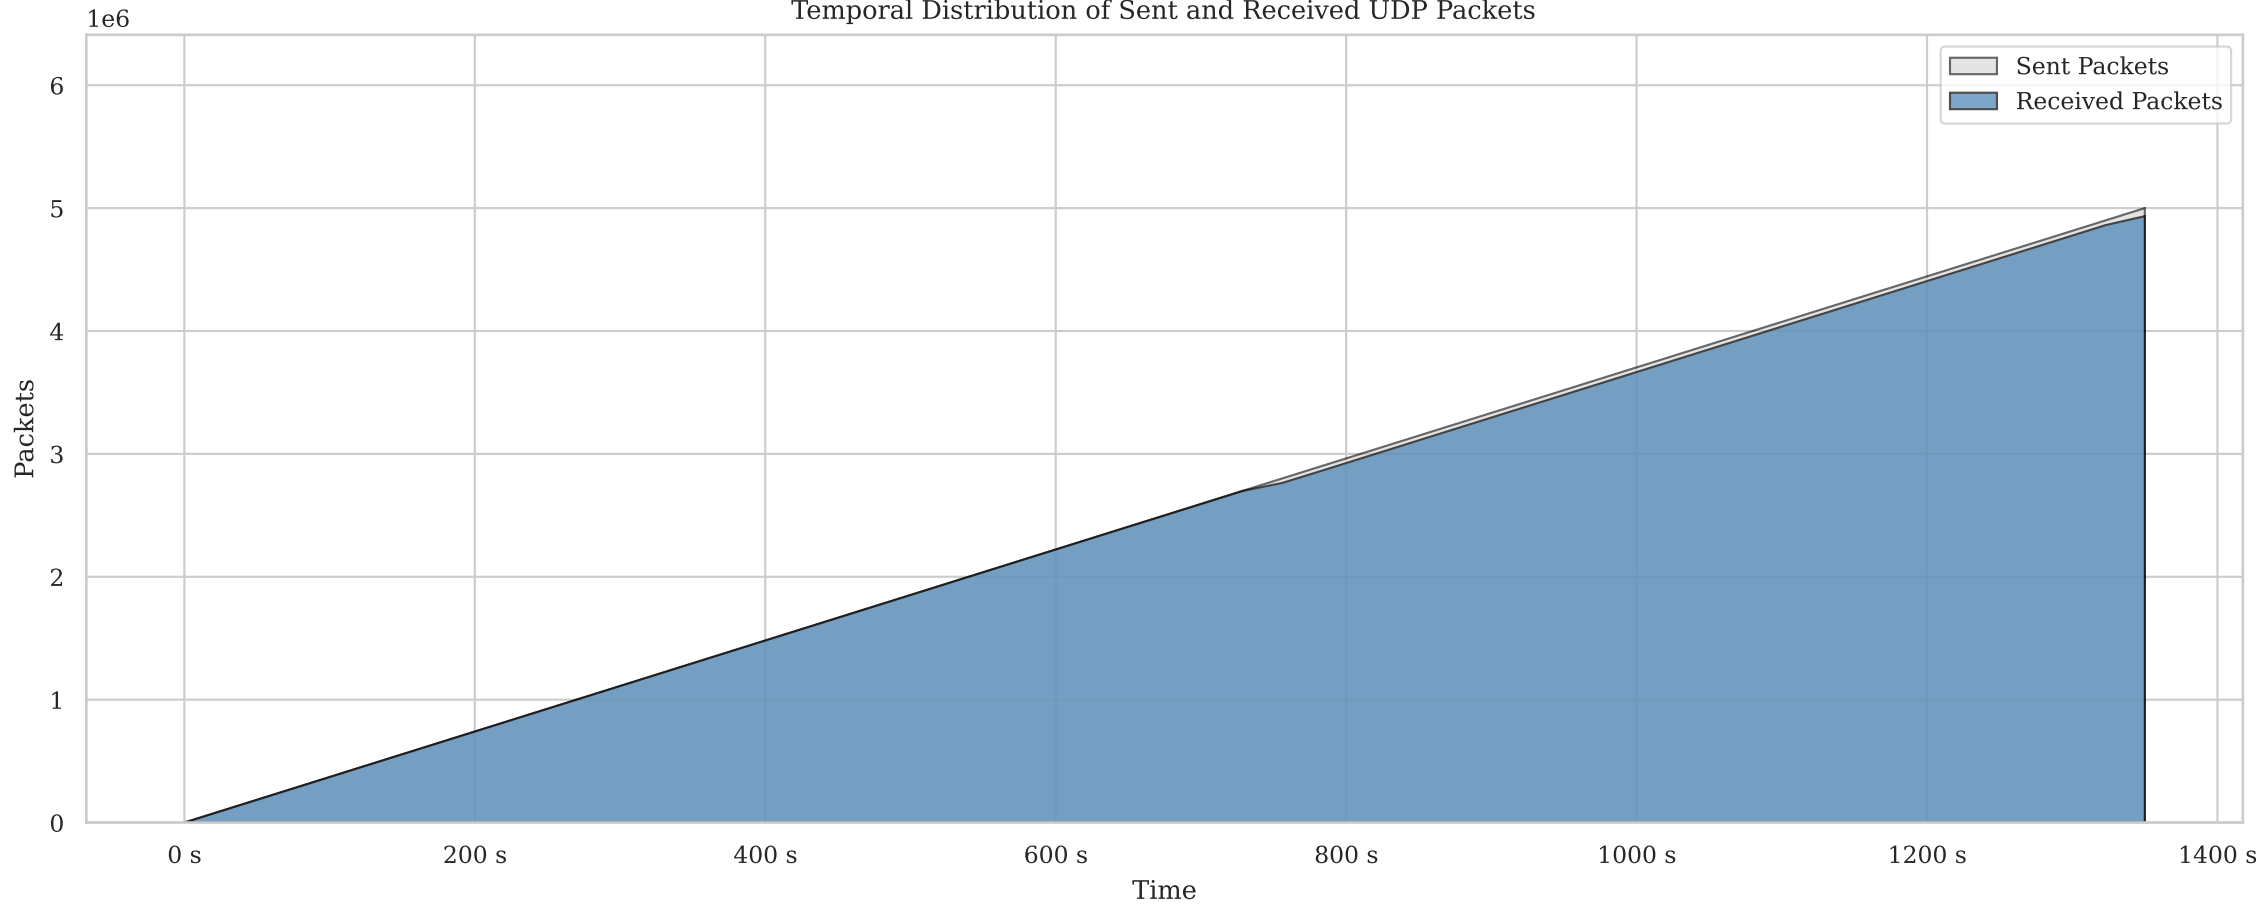 Temporal Distribution of Sent and Received UDP Packets
1e6
Sent Packets
Received Packets
6
5
4
3
2
1
0
Packets
0 s 200 s 400 s 600 s 800 s 1000 s 1200 s 1400 s
Time